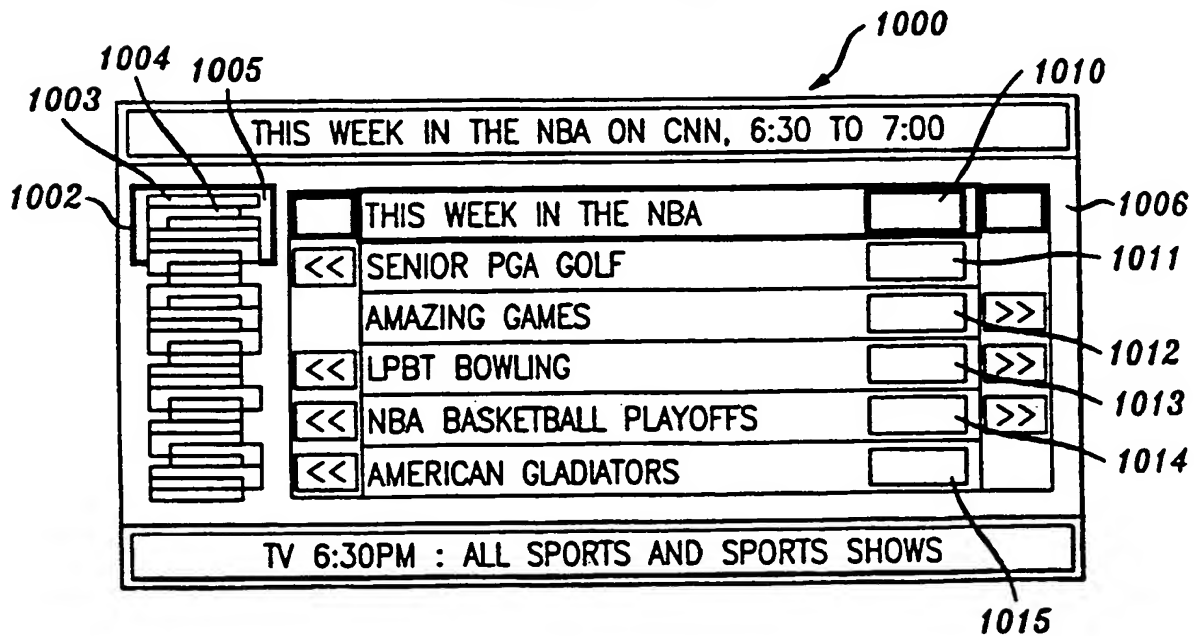 1000
1004
1005
1010
1003
THIS WEEK IN THE NBA ON CNN, 6:30 TO 7:00
1002
THIS WEEK IN THE NBA
1006
<< SENIOR PGA GOLF
1011
AMAZING GAMES >>
1012
<< LPBT BOWLING >>
1013
<< NBA BASKETBALL PLAYOFFS >>
1014
<< AMERICAN GLADIATORS
TV 6:30PM : ALL SPORTS AND SPORTS SHOWS
1015